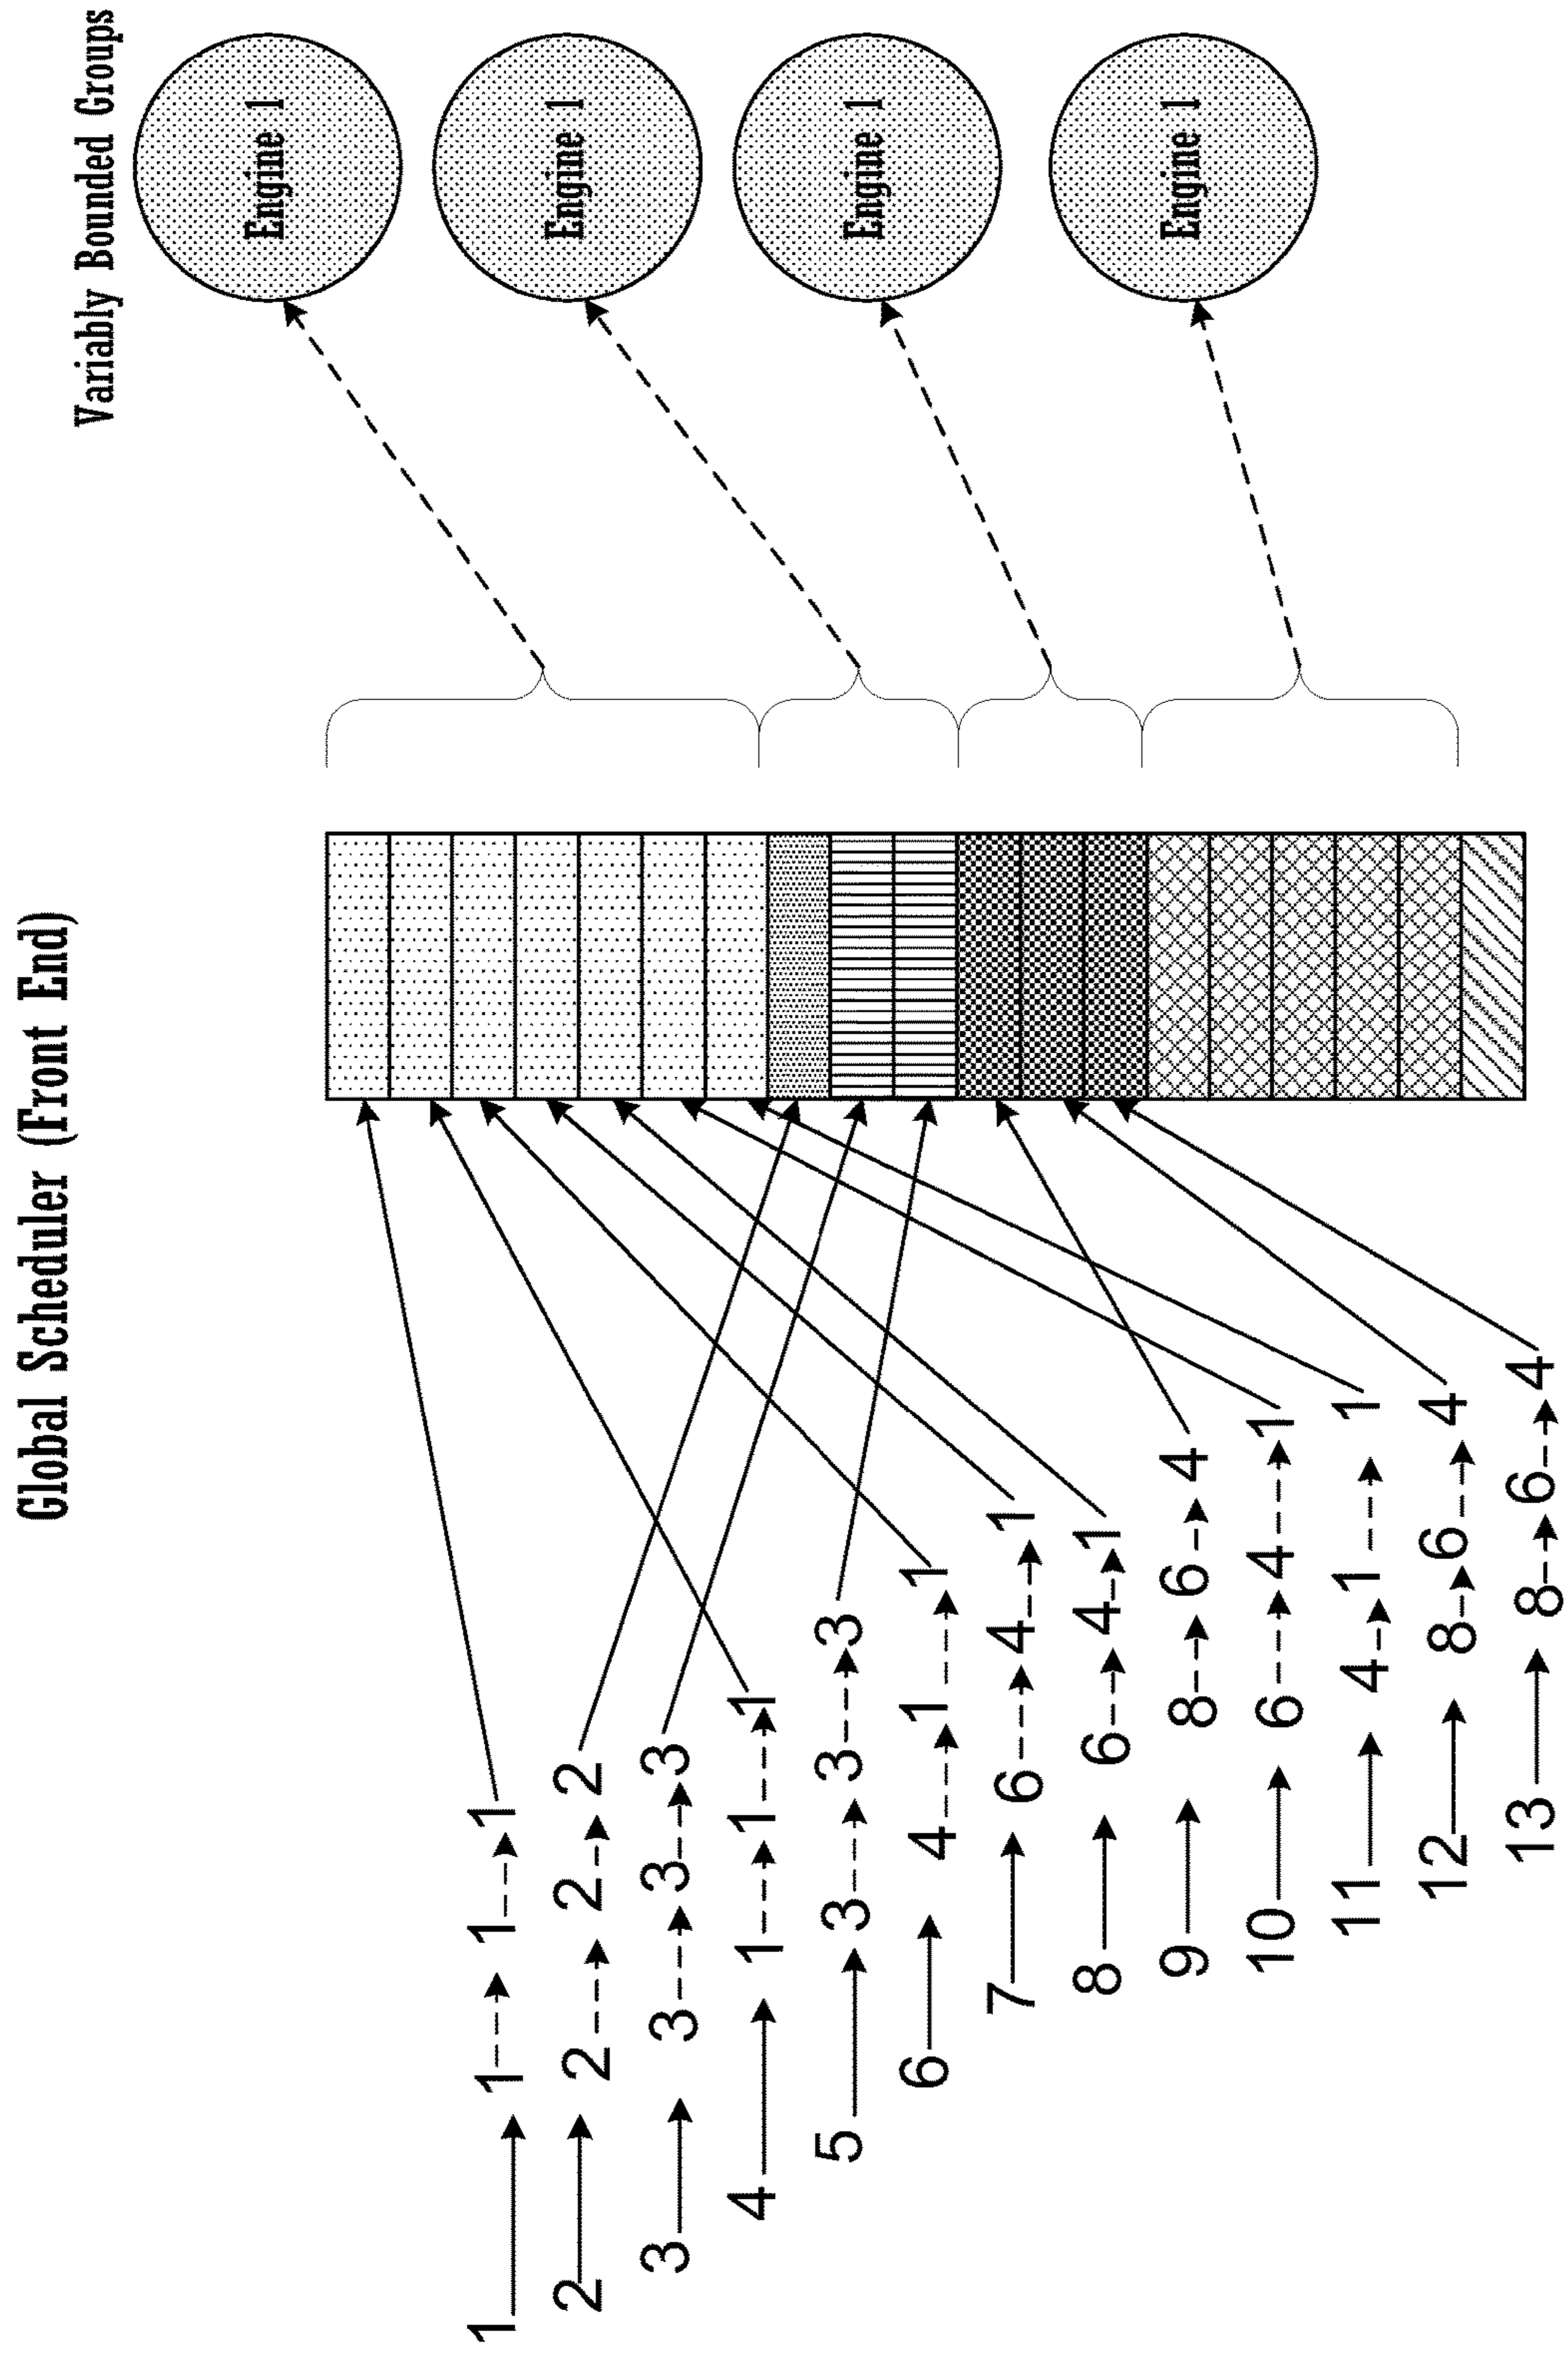 Global Scheduler (Front End)
Variably Bounded Groups
Engine 1
Engine 1
Engine 1
Engine 1
1 1 1 1
2 2 2 2
3 3 3 3
4 1 1 1
5 3 3 3
6 4 1 1
7 6 4 1
8 6 4 1
9 8 6 4
10 6 4 1
11 4 1 1
12 8 6 4
13 8 6 4